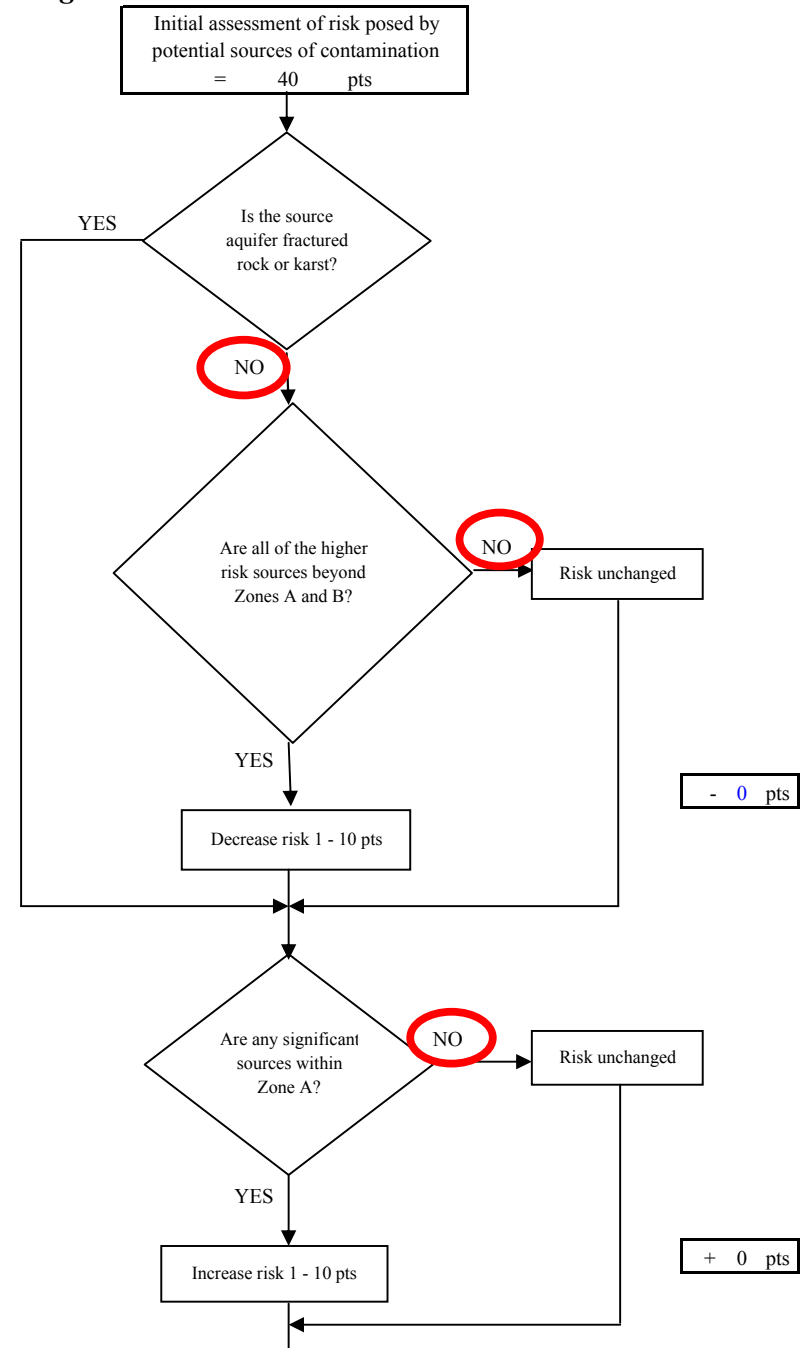 Initial assessment of risk posed by
potential sources of contamination
= 40 pts
YES
Is the source
aquifer fractured
rock or karst?
NO
Are all of the higher
risk sources beyond
Zones A and B?
NO
Risk unchanged
YES
- 0 pts
Decrease risk 1 - 10 pts
Are any significant
sources within
Zone A?
NO
Risk unchanged
YES
+ 0 pts
Increase risk 1 - 10 pts